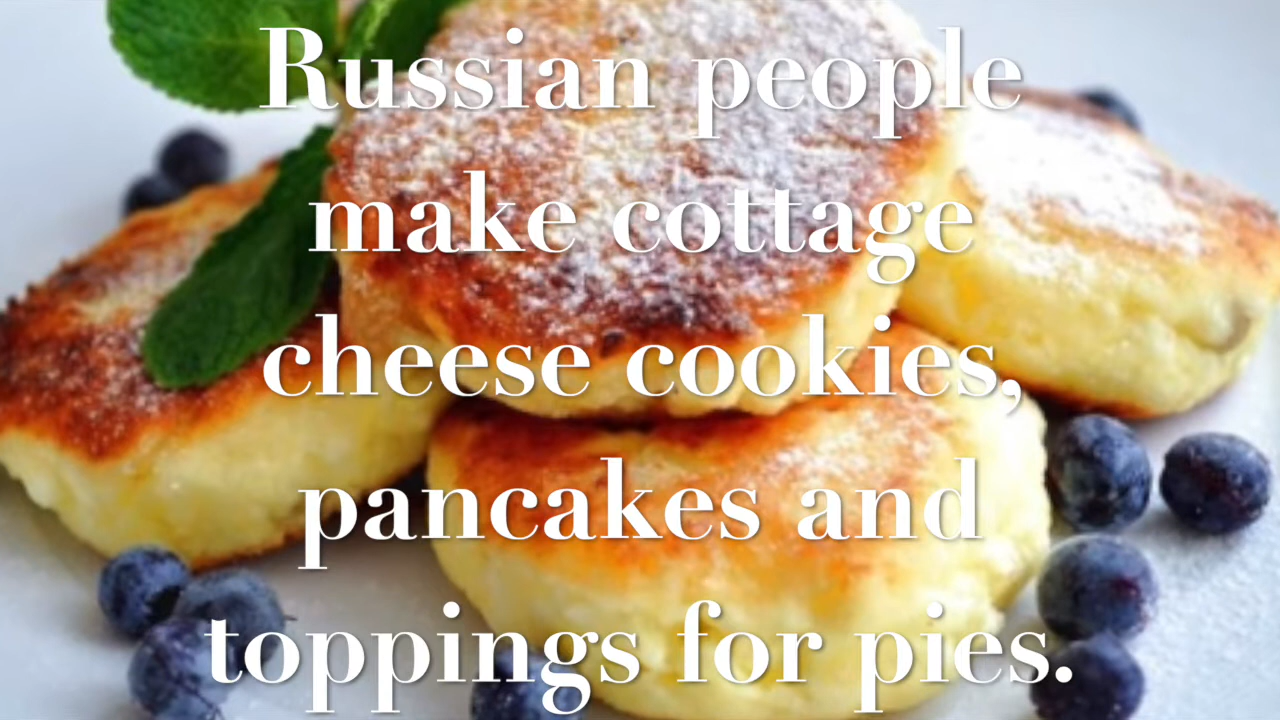 Russian people
make cottage
cheese cookies,
pancakes and
toppings for pies.